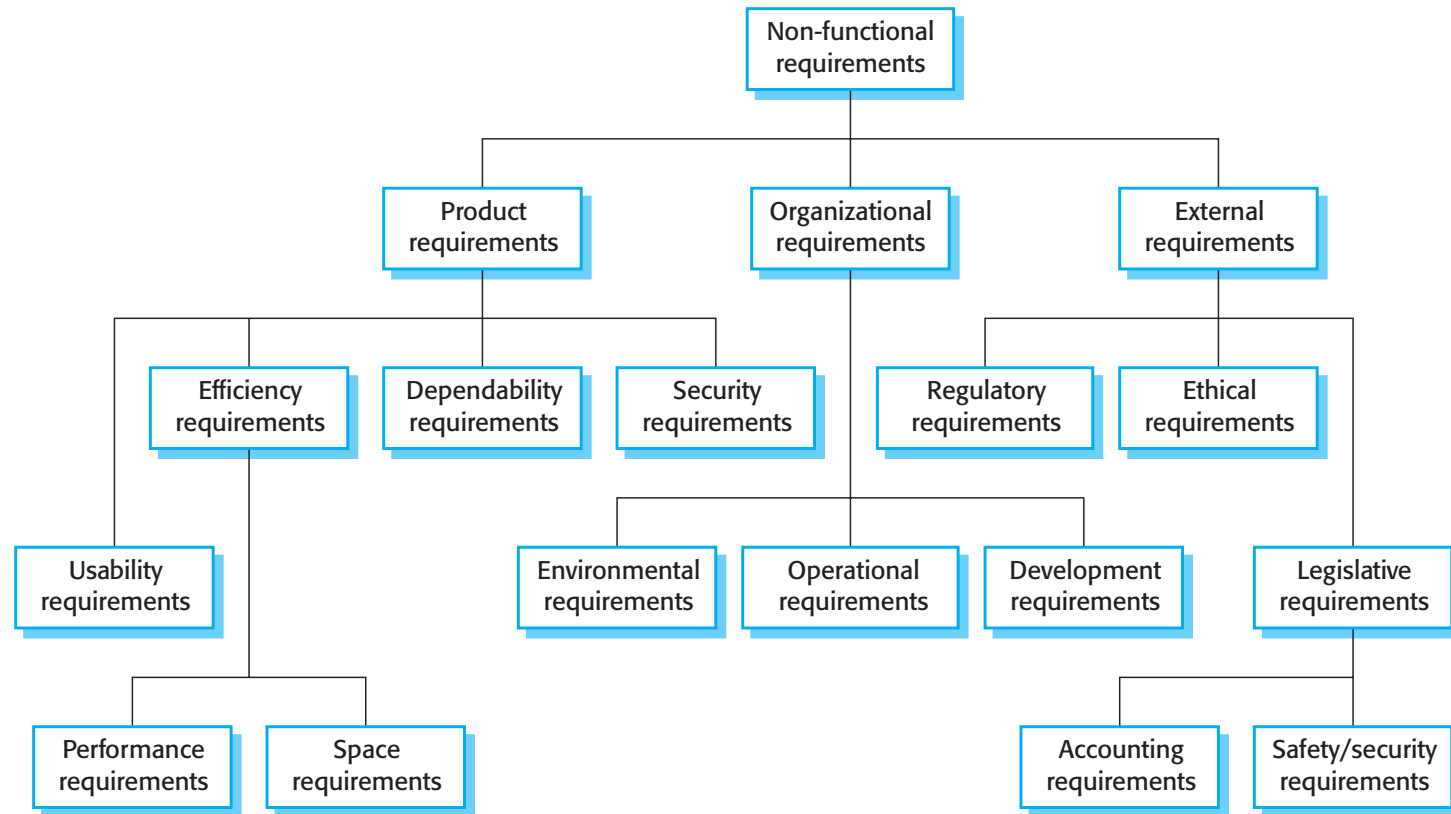 Non-functional
requirements
Product
requirements
Organizational
requirements
External
requirements
Efficiency
requirements
Dependability
requirements
Security
requirements
Regulatory
requirements
Ethical
requirements
Usability
requirements
Environmental
requirements
Operational
requirements
Development
requirements
Legislative
requirements
Performance
requirements
Space
requirements
Accounting
requirements
Safety/security
requirements